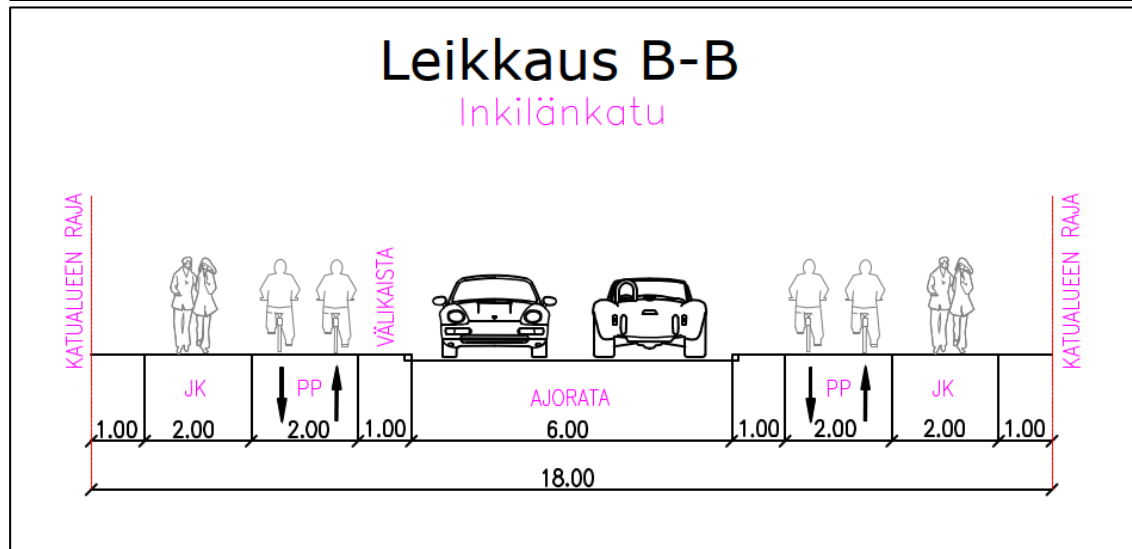 Leikkaus B-B
Inkilänkatu
KATUALUEEN RAJA
VÄLIKAISTA
KATUALUEEN RAJA
JK PP AJORATA PP JK
1.00 2.00 2.00 1.00 6.00 1.00 2.00 2.00 1.00
18.00